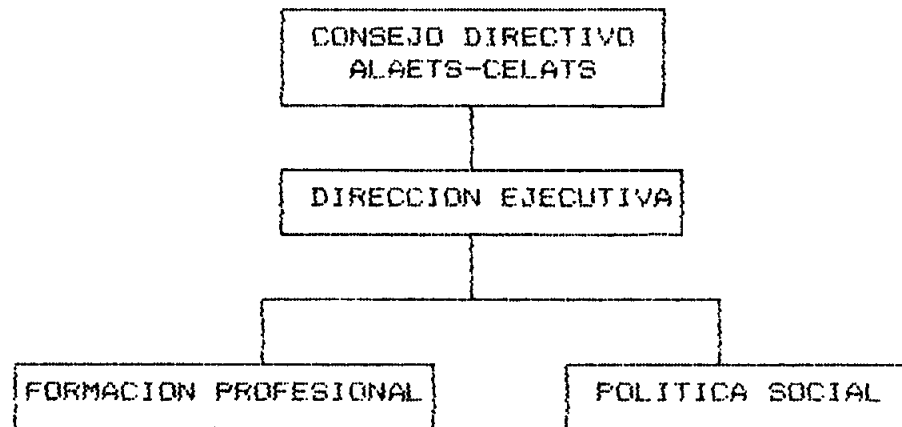 CONSEJO DIRECTIVO
ALAETS-CELATS
DIRECCION EJECUTIVA
FORMACION PROFESIONAL
POLITICA SOCIAL